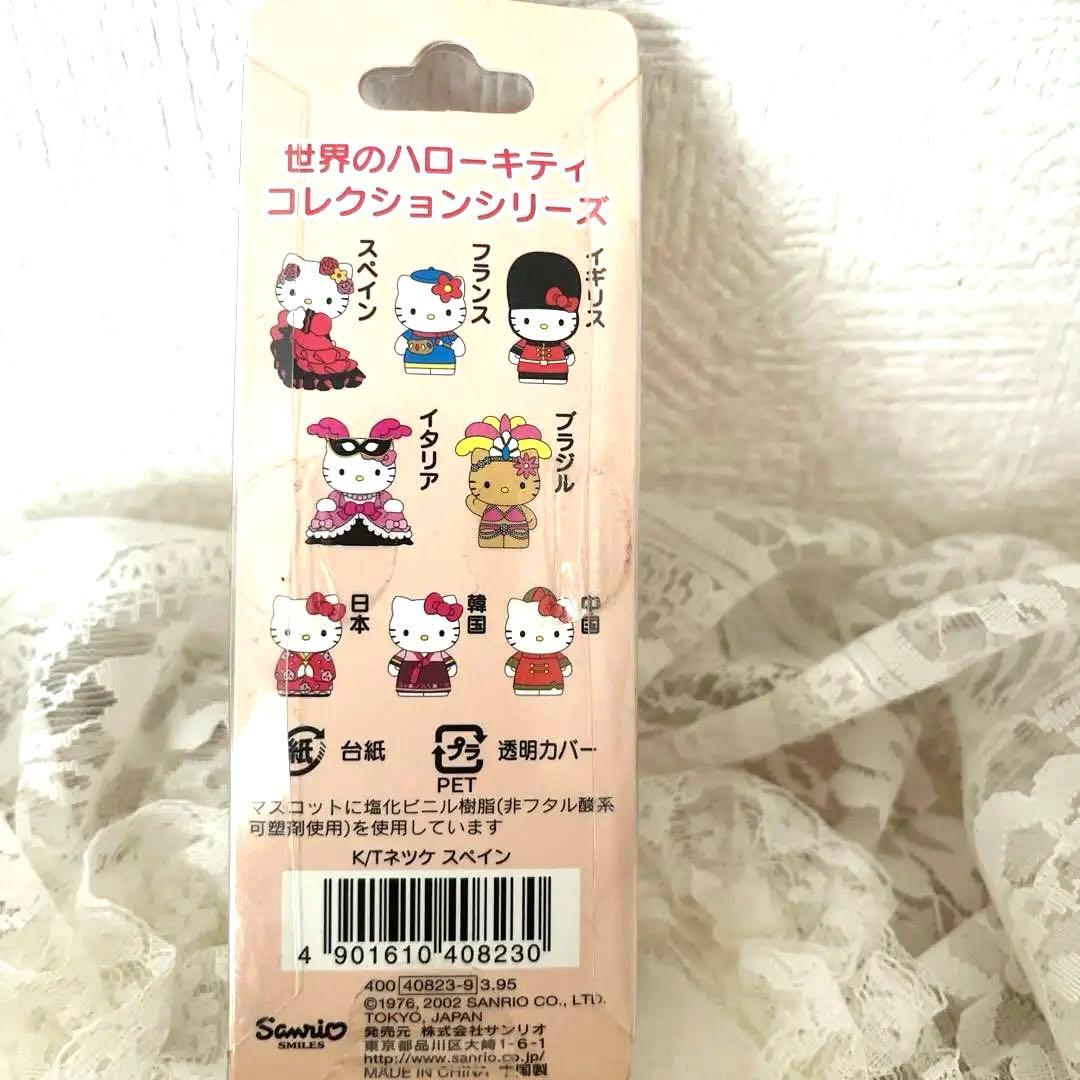 世界のハローキティ
コレクションシリーズ
スペイン
フランス
イギリス
イタリア
ブラジル
日本
韓国
中国
紙 台紙
プラ 透明カバー
PET
マスコットに塩化ビニル樹脂(非フタル酸系
可塑剤使用)を使用しています
K/Tネツケ スペイン
4 901610 408230
400 40823-9 3.95
©1976, 2002 SANRIO CO., LTD.
TOKYO, JAPAN
Sanrio
SMILES
発売元 株式会社サンリオ
東京都品川区大崎1-6-1
http://www.sanrio.co.jp/
MADE IN CHINA 中国製